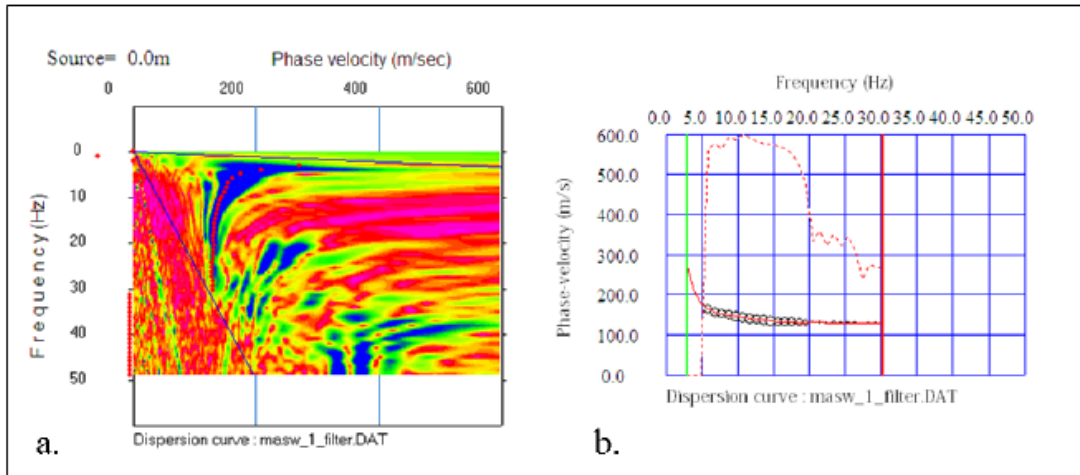 Source= 0.0m
Phase velocity (m/sec)
0 200 400 600
Frequency (Hz)
0
10
20
30
40
50
Dispersion curve : masw_1_filter.DAT
a.
Frequency (Hz)
0.0 5.0 10.0 15.0 20.0 25.0 30.0 35.0 40.0 45.0 50.0
Phase-velocity (m/s)
600.0
500.0
400.0
300.0
200.0
100.0
0.0
Dispersion curve : masw_1_filter.DAT
b.